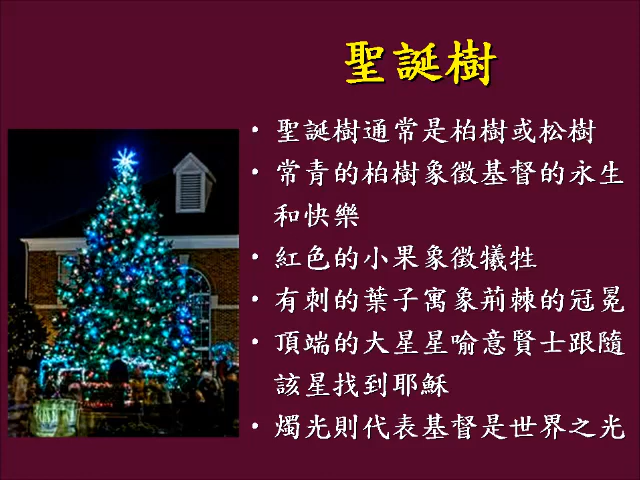 聖誕樹
• 聖誕樹通常是柏樹或松樹
• 常青的柏樹象徵基督的永生
和快樂
• 紅色的小果象徵犧牲
• 有刺的葉子寓象荊棘的冠冕
• 頂端的大星星喻意賢士跟隨
該星找到耶穌
• 燭光則代表基督是世界之光